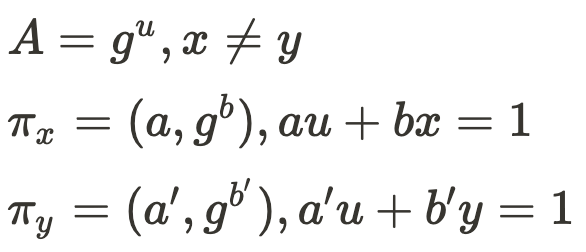 A = g^u, x ≠ y
π_x = (a, g^b), au + bx = 1
π_y = (a′, g^{b′}), a′u + b′y = 1